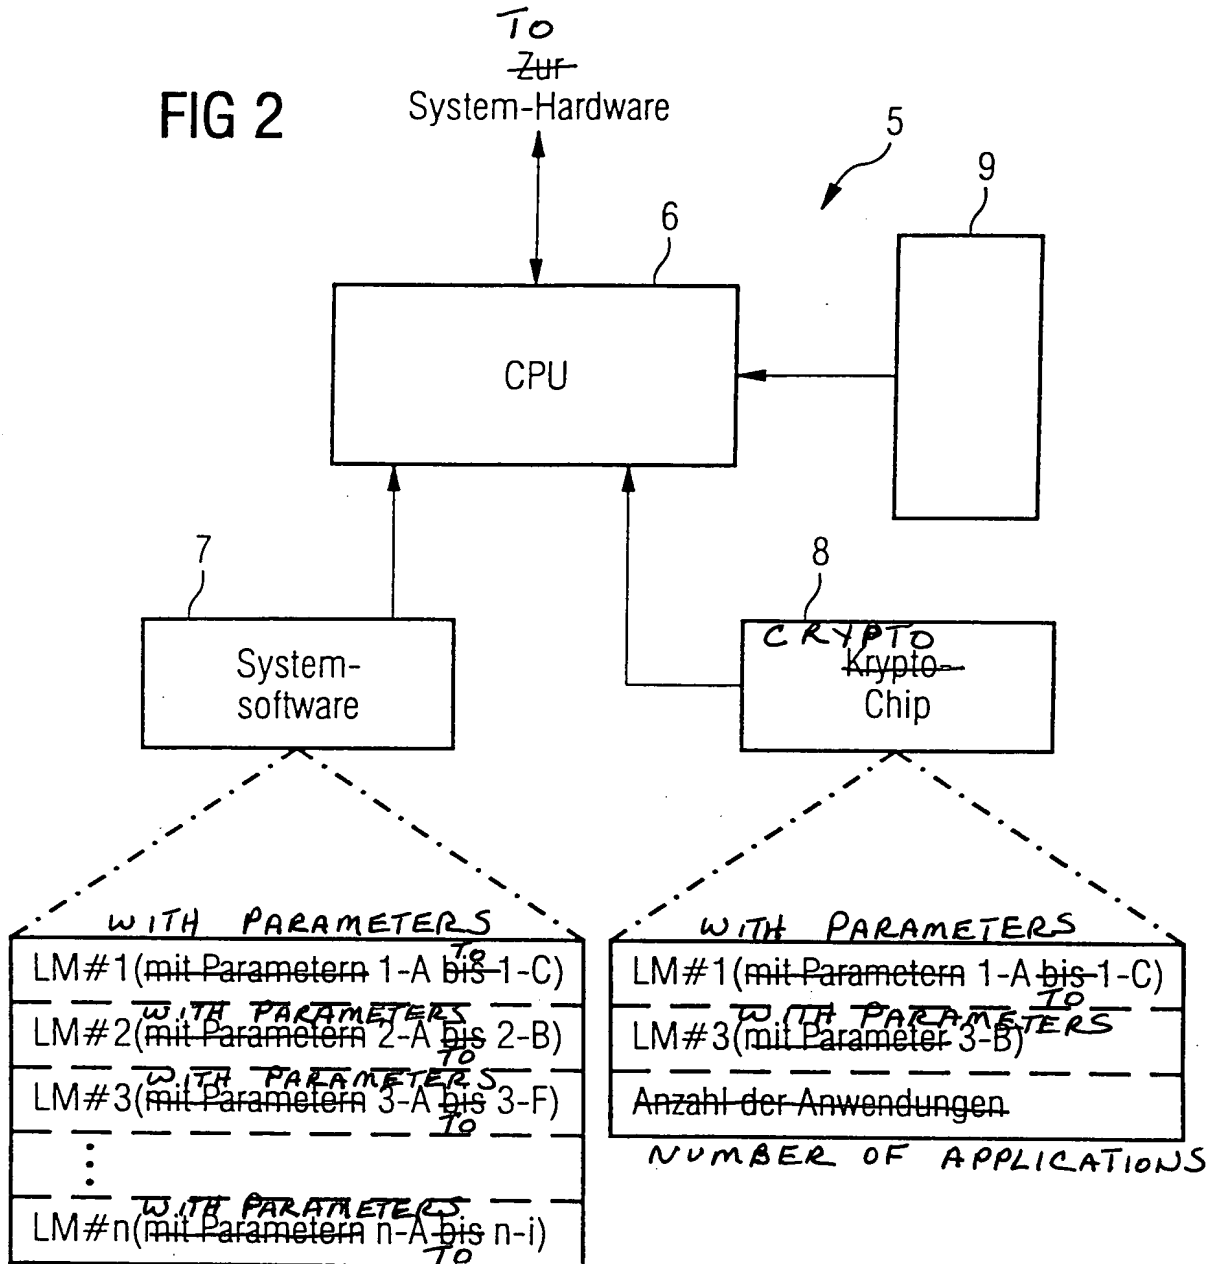 TO
Zur
System-Hardware
FIG 2
5
9
6
CPU
7
8
System-
software
CRYPTO
Krypto-
Chip
WITH PARAMETERS
TO
LM#1(mit Parametern 1-A bis 1-C)
WITH PARAMETERS
LM#2(mit Parametern 2-A bis 2-B)
TO
WITH PARAMETERS
LM#3(mit Parametern 3-A bis 3-F)
TO
WITH PARAMETERS
LM#n(mit Parametern n-A bis n-i)
TO
WITH PARAMETERS
LM#1(mit Parametern 1-A bis 1-C)
TO
WITH PARAMETERS
LM#3(mit Parameter 3-B)
Anzahl der Anwendungen
NUMBER OF APPLICATIONS